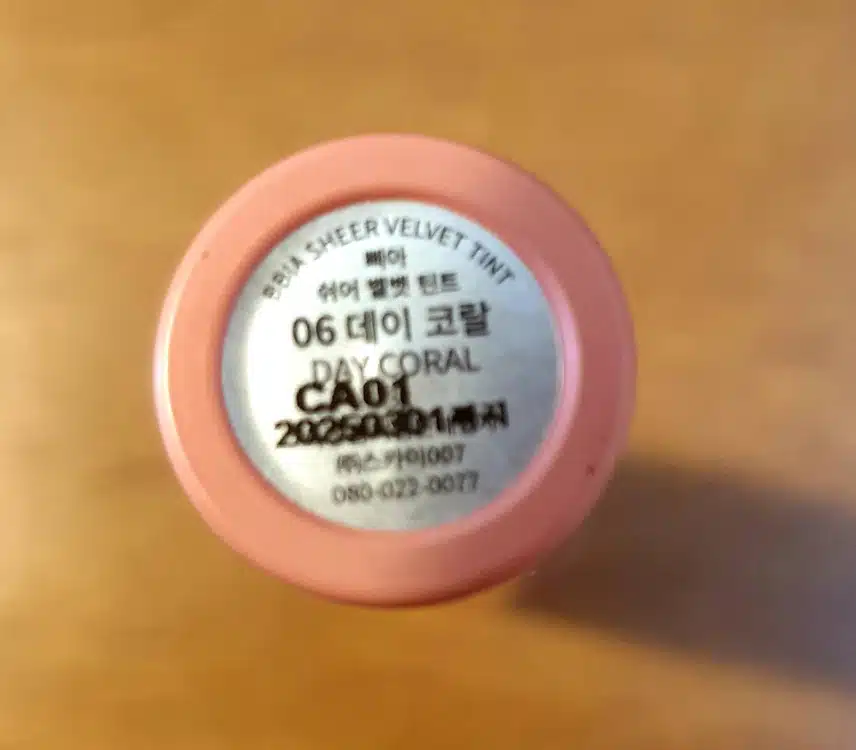 BBIA SHEER VELVET TINT
삐아
쉬어 벨벳 틴트
06 데이 코랄
DAY CORAL
CA01
20250301
㈜스카이007
080-022-0077